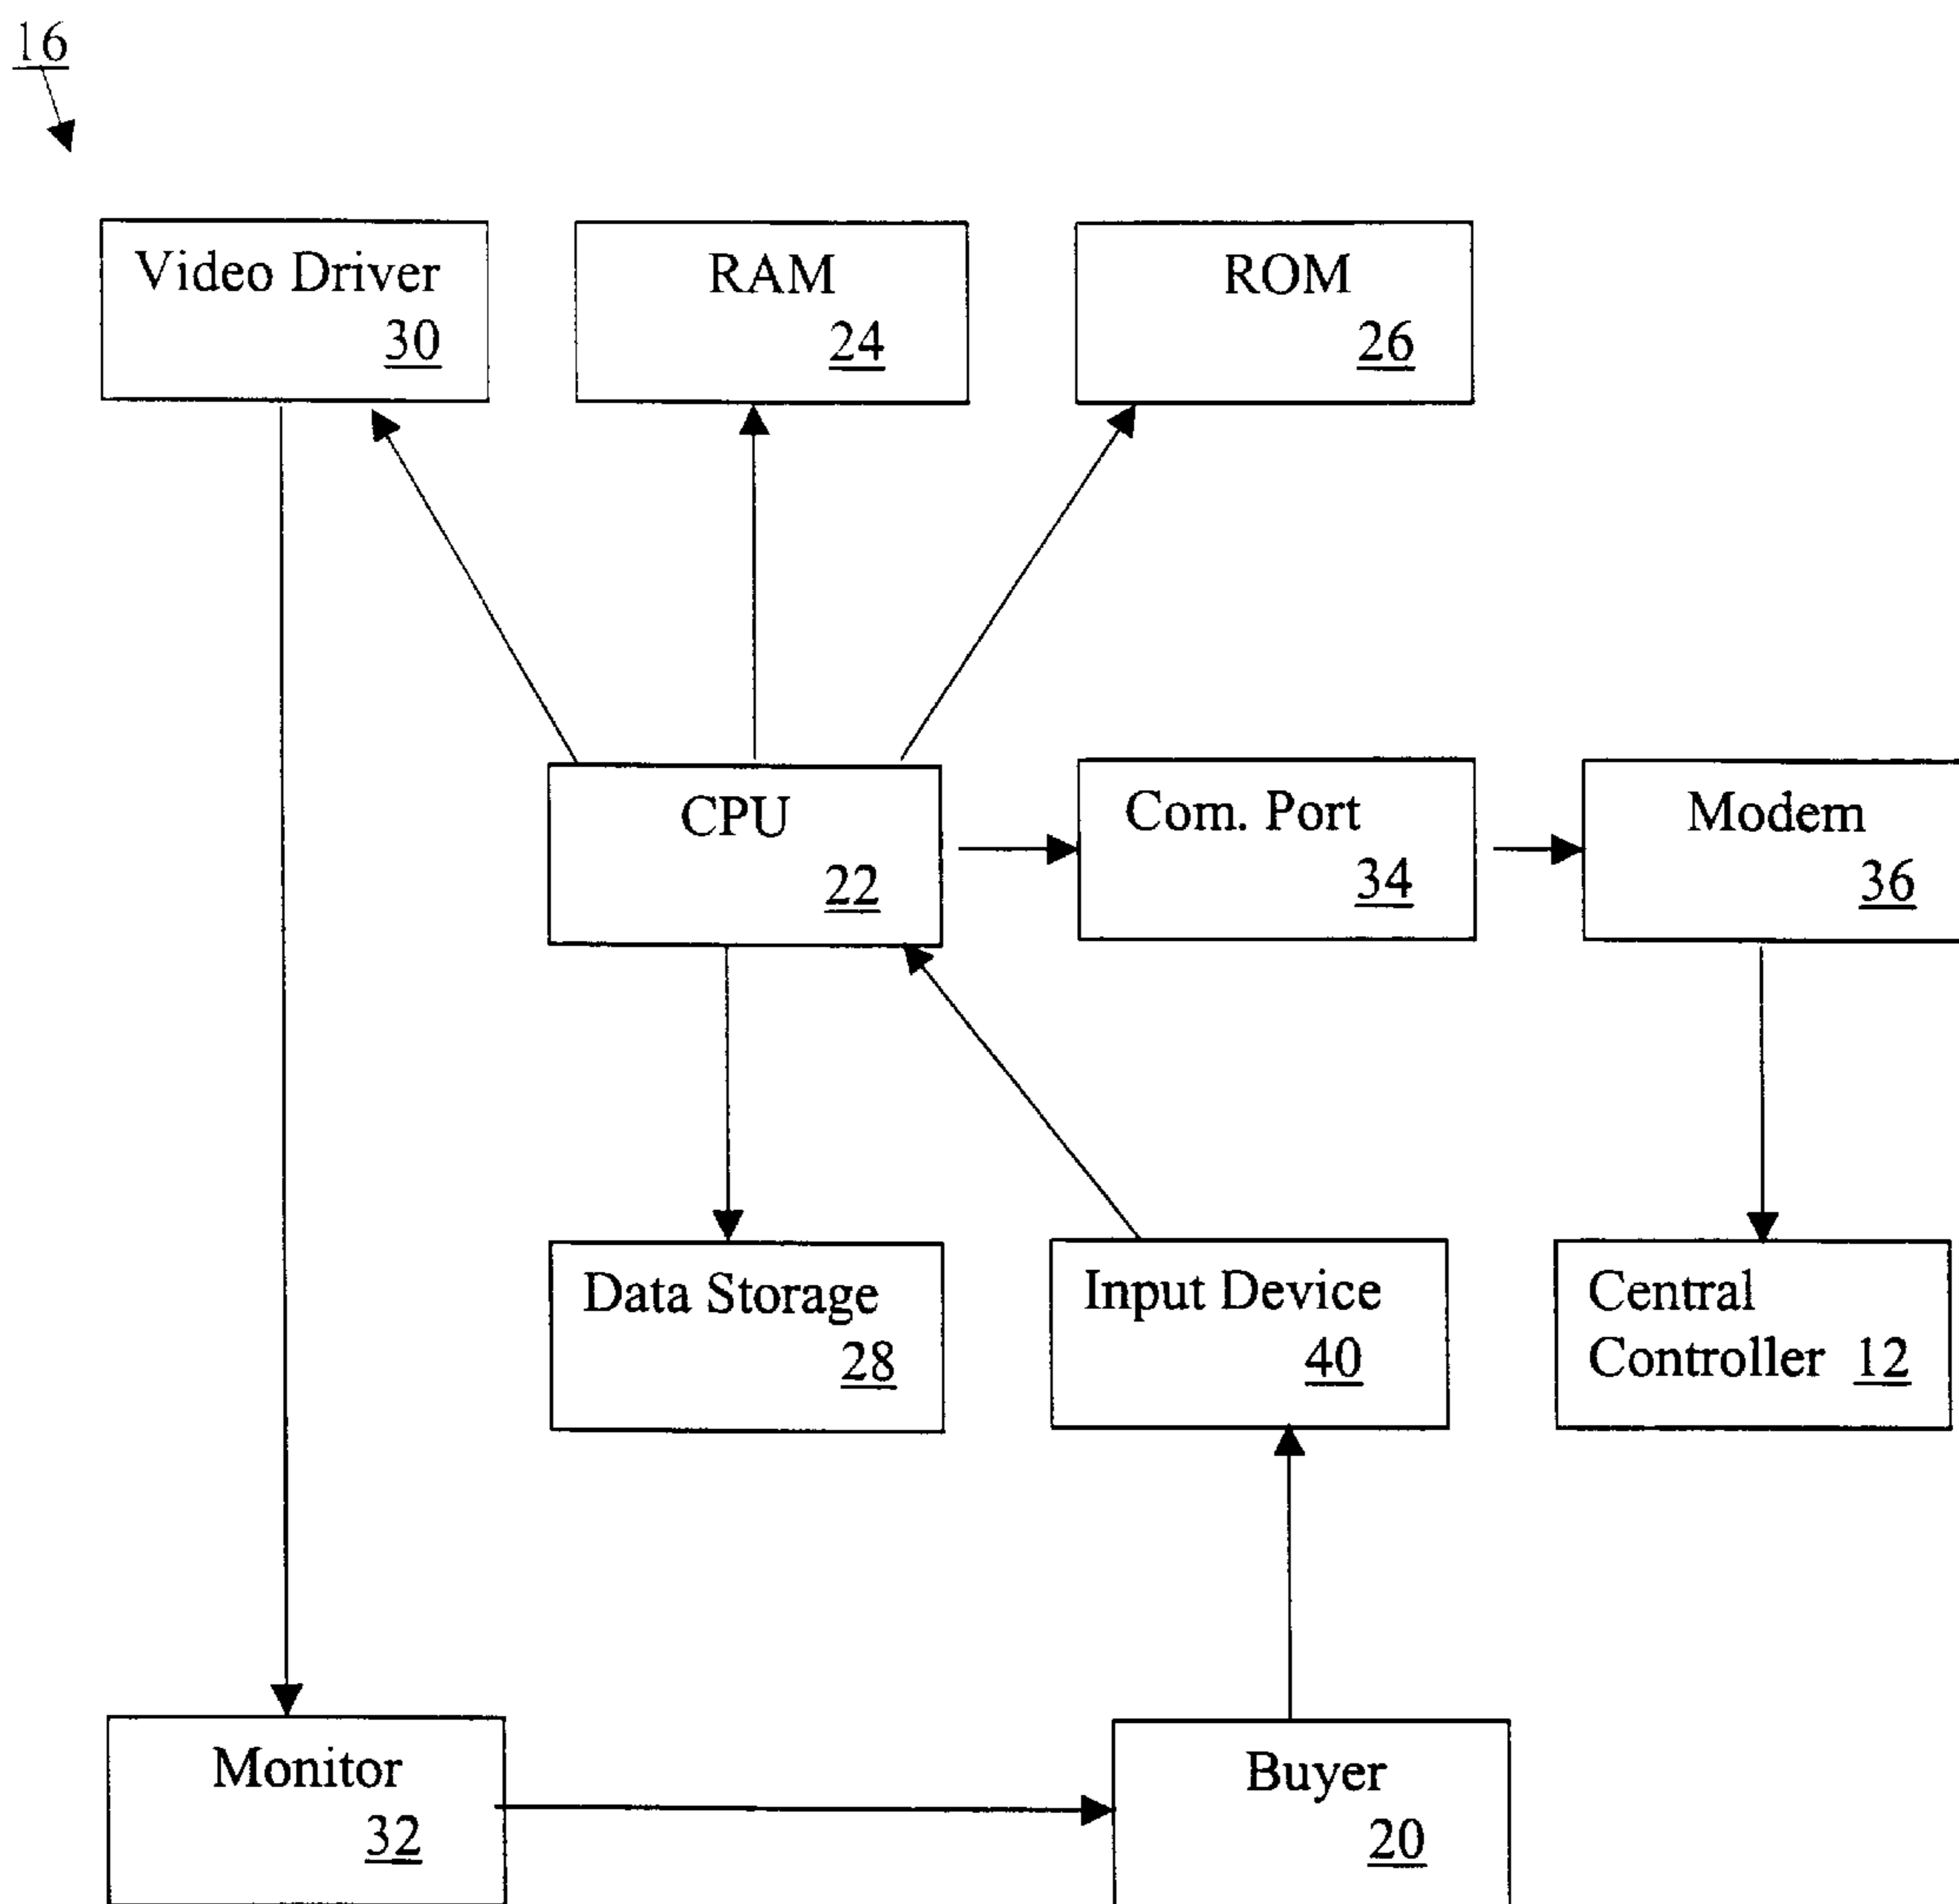 16
Video Driver
30
RAM
24
ROM
26
CPU
22
Com. Port
34
Modem
36
Data Storage
28
Input Device
40
Central
Controller 12
Monitor
32
Buyer
20